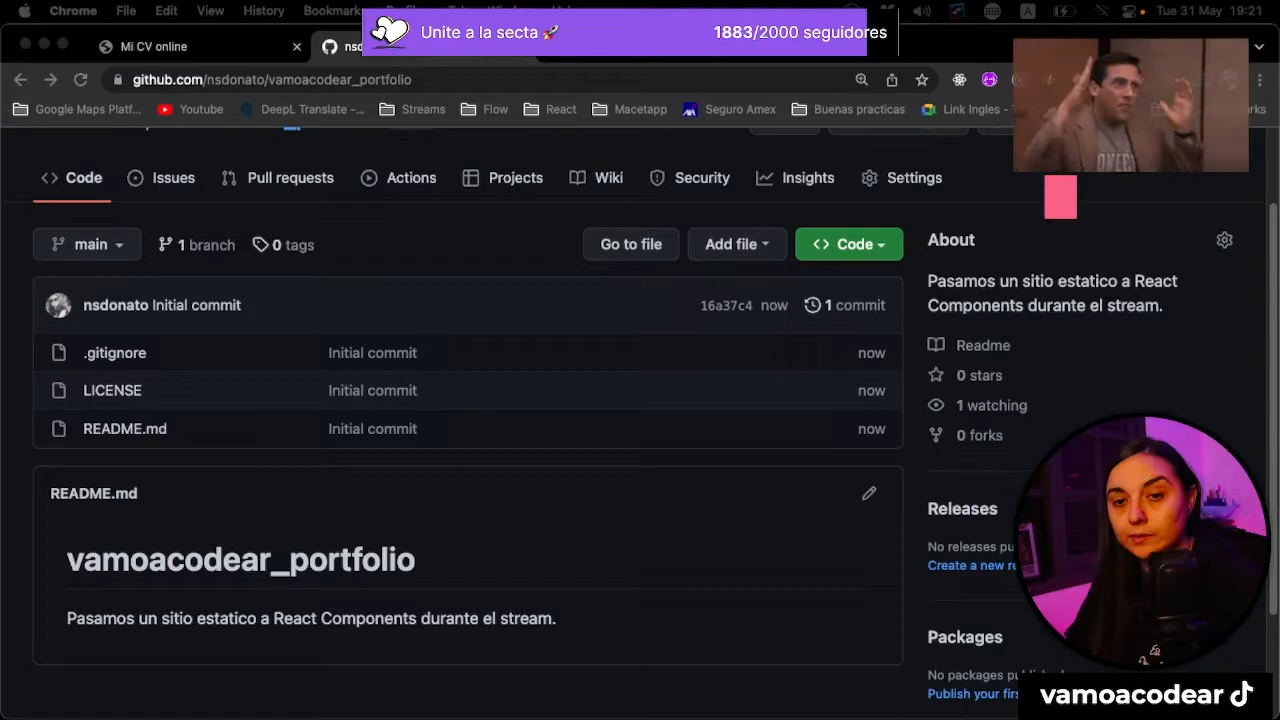 Chrome File Edit View History Tue 31 May 19:21
Unite a la secta 🚀 1883/2000 seguidores
Mi CV online
github.com/nsdonato/vamoacodear_portfolio
Google Maps Platf... Youtube DeepL Translate -... Streams Flow React Macetapp Seguro Amex Buenas practicas Link Ingles
Code Issues Pull requests Actions Projects Wiki Security Insights Settings
main 1 branch 0 tags Go to file Add file Code
nsdonato Initial commit 16a37c4 now 1 commit
.gitignore Initial commit now
LICENSE Initial commit now
README.md Initial commit now
README.md
vamoacodear_portfolio
Pasamos un sitio estatico a React Components durante el stream.
About
Pasamos un sitio estatico a React
Components durante el stream.
Readme
0 stars
1 watching
0 forks
Releases
No releases
Create a new
Packages
No packages
Publish your
vamoacodear